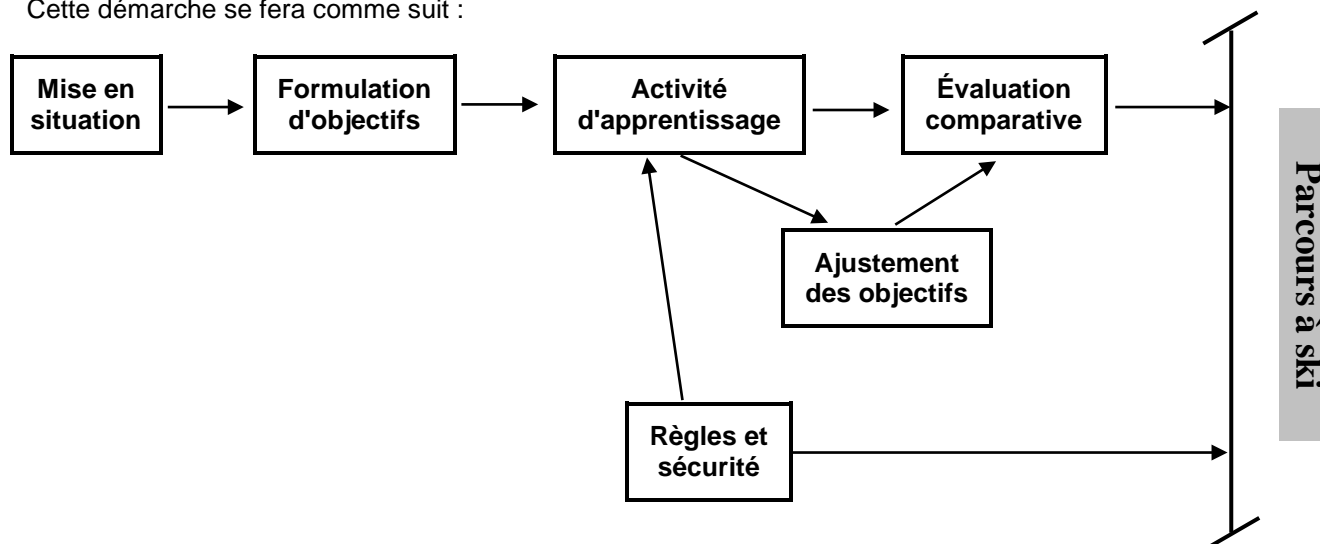 Cette démarche se fera comme suit :
Mise en
situation
Formulation
d'objectifs
Activité
d'apprentissage
Évaluation
comparative
Ajustement
des objectifs
Règles et
sécurité
Parcours à ski